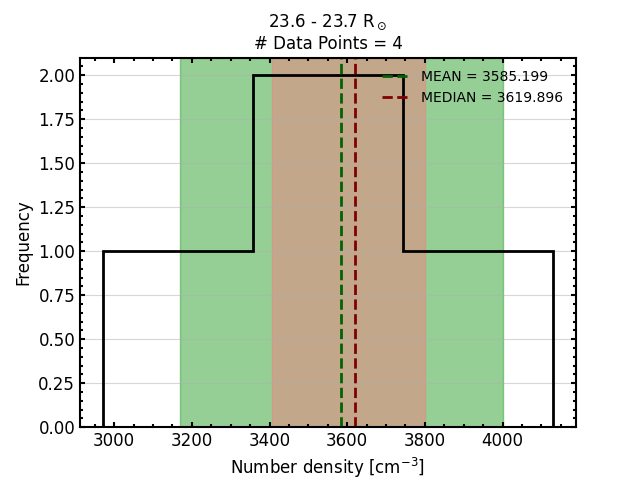 23.6 - 23.7 R⊙
# Data Points = 4
MEAN = 3585.199
MEDIAN = 3619.896
2.00
1.75
1.50
1.25
1.00
0.75
0.50
0.25
0.00
Frequency
3000 3200 3400 3600 3800 4000
Number density [cm⁻³]